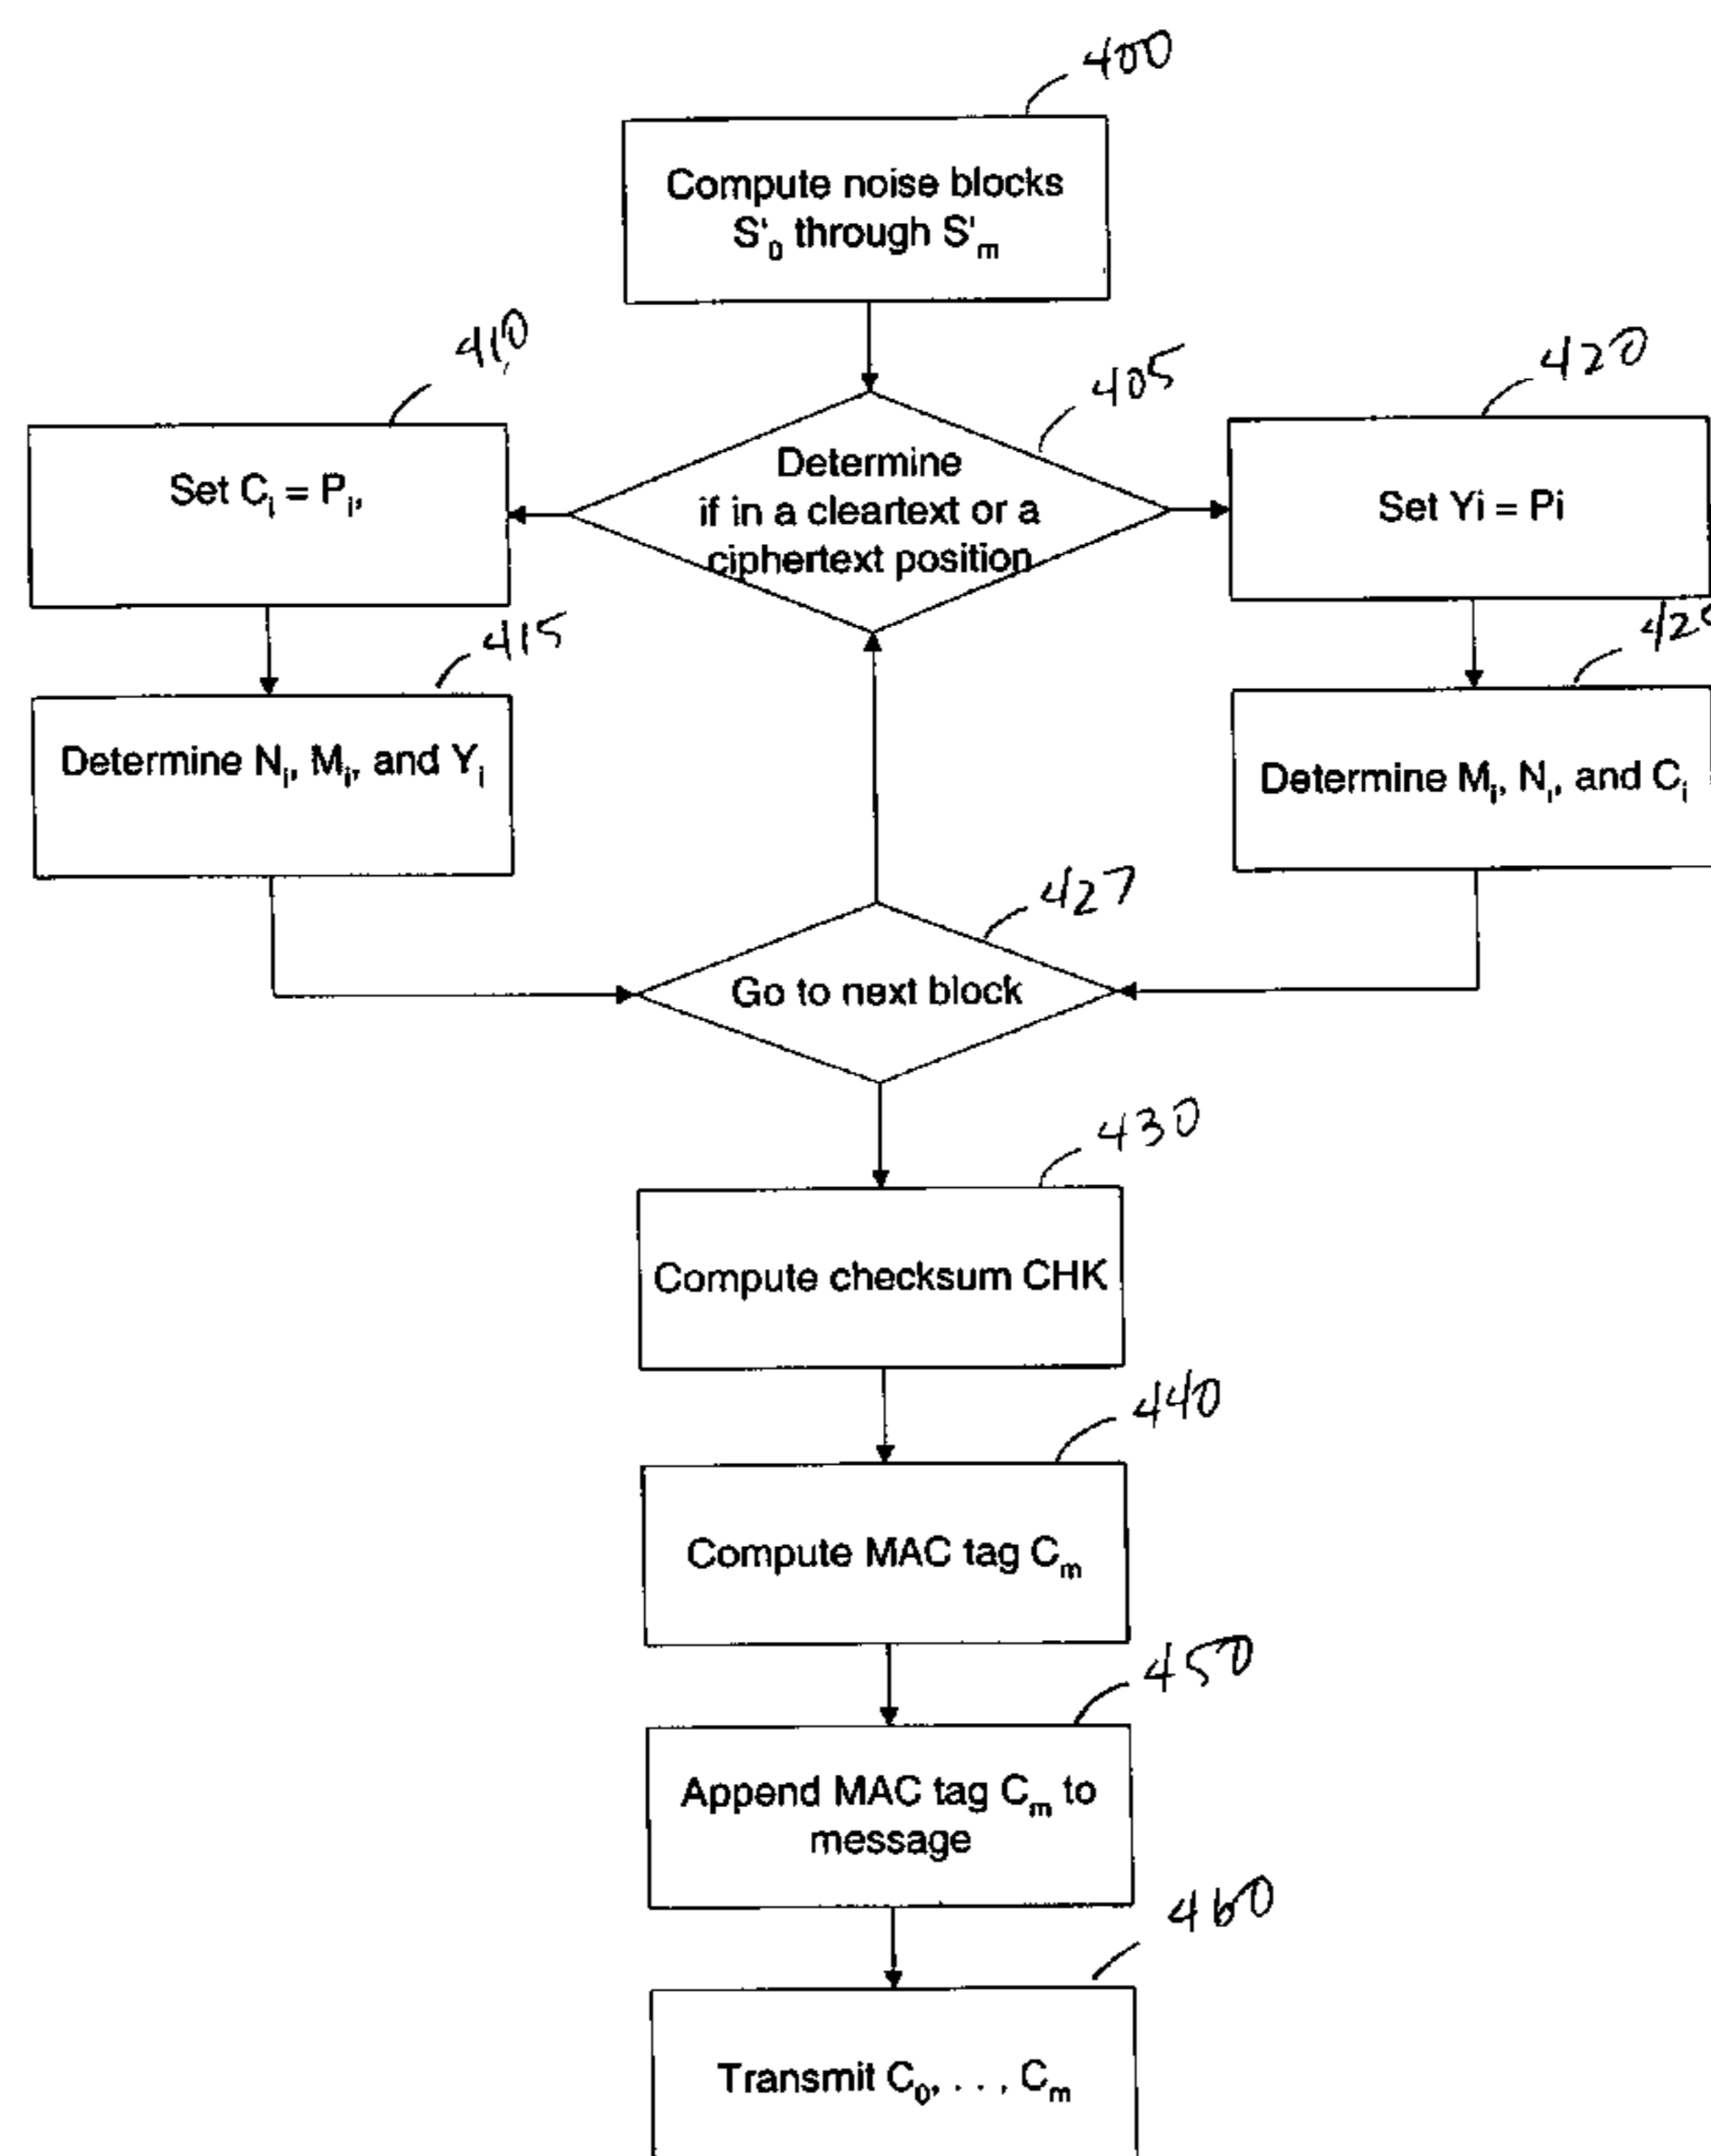 400
Compute noise blocks
S'₀ through S'ₘ
410
405
420
Determine
if in a cleartext or a
ciphertext position
Set Cᵢ = Pᵢ,
Set Yi = Pi
415
Determine Nᵢ, Mᵢ, and Yᵢ
Determine Mᵢ, Nᵢ, and Cᵢ
427
Go to next block
430
Compute checksum CHK
440
Compute MAC tag Cₘ
450
Append MAC tag Cₘ to
message
460
Transmit C₀, . . , Cₘ